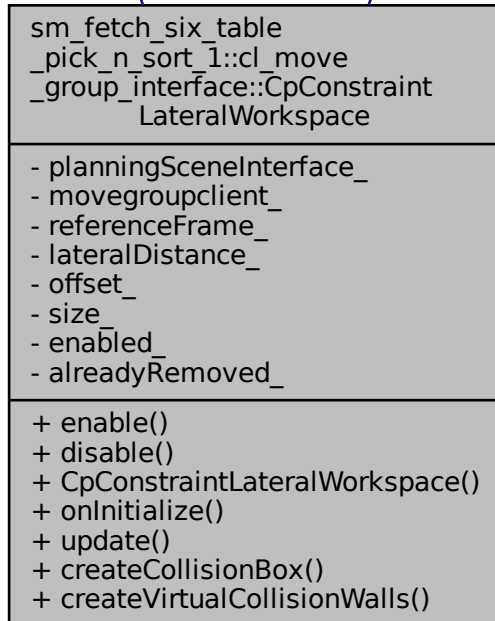 sm_fetch_six_table
_pick_n_sort_1::cl_move
_group_interface::CpConstraint
LateralWorkspace
- planningSceneInterface_
- movegroupclient_
- referenceFrame_
- lateralDistance_
- offset_
- size_
- enabled_
- alreadyRemoved_
+ enable()
+ disable()
+ CpConstraintLateralWorkspace()
+ onInitialize()
+ update()
+ createCollisionBox()
+ createVirtualCollisionWalls()